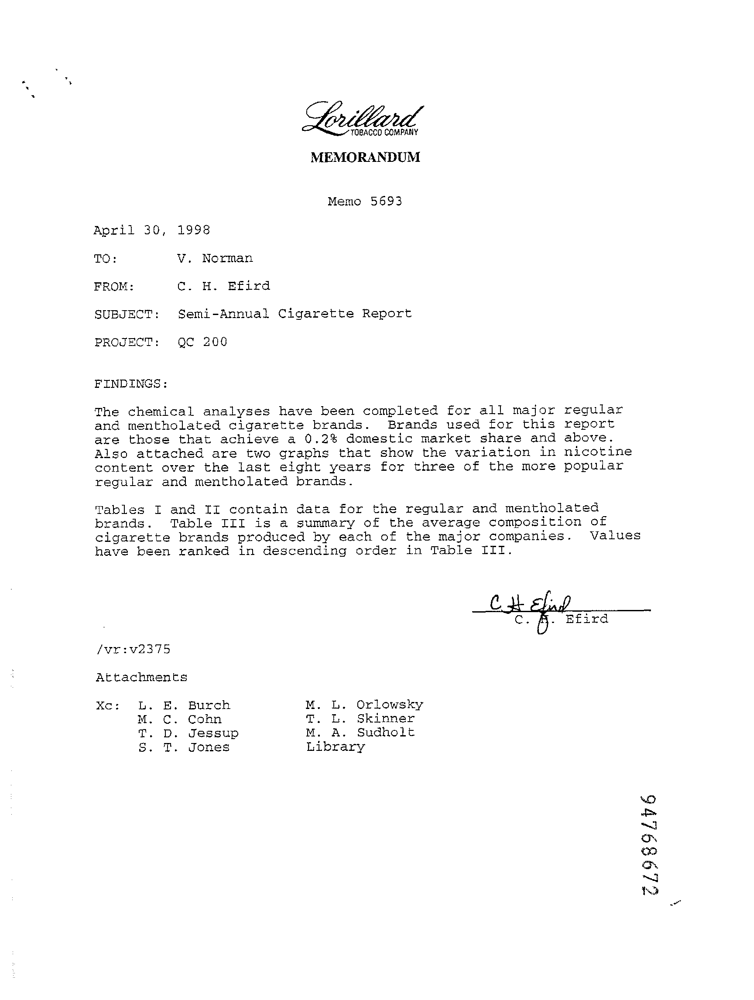 Lorillard
TOBACCO COMPANY
MEMORANDUM
Memo 5693
April 30, 1998
TO: V. Norman
FROM: C. H. Efird
SUBJECT: Semi-Annual Cigarette Report
PROJECT: QC 200
FINDINGS:
The chemical analyses have been completed for all major regular
and mentholated cigarette brands. Brands used for this report
are those that achieve a 0.2% domestic market share and above.
Also attached are two graphs that show the variation in nicotine
content over the last eight years for three of the more popular
regular and mentholated brands.
Tables I and II contain data for the regular and mentholated
brands. Table III is a summary of the average composition of
cigarette brands produced by each of the major companies. Values
have been ranked in descending order in Table III.
C H Efird
C. H. Efird
/vr:v2375
Attachments
Xc: L. E. Burch M. L. Orlowsky
M. C. Cohn T. L. Skinner
T. D. Jessup M. A. Sudholt
S. T. Jones Library
94768672